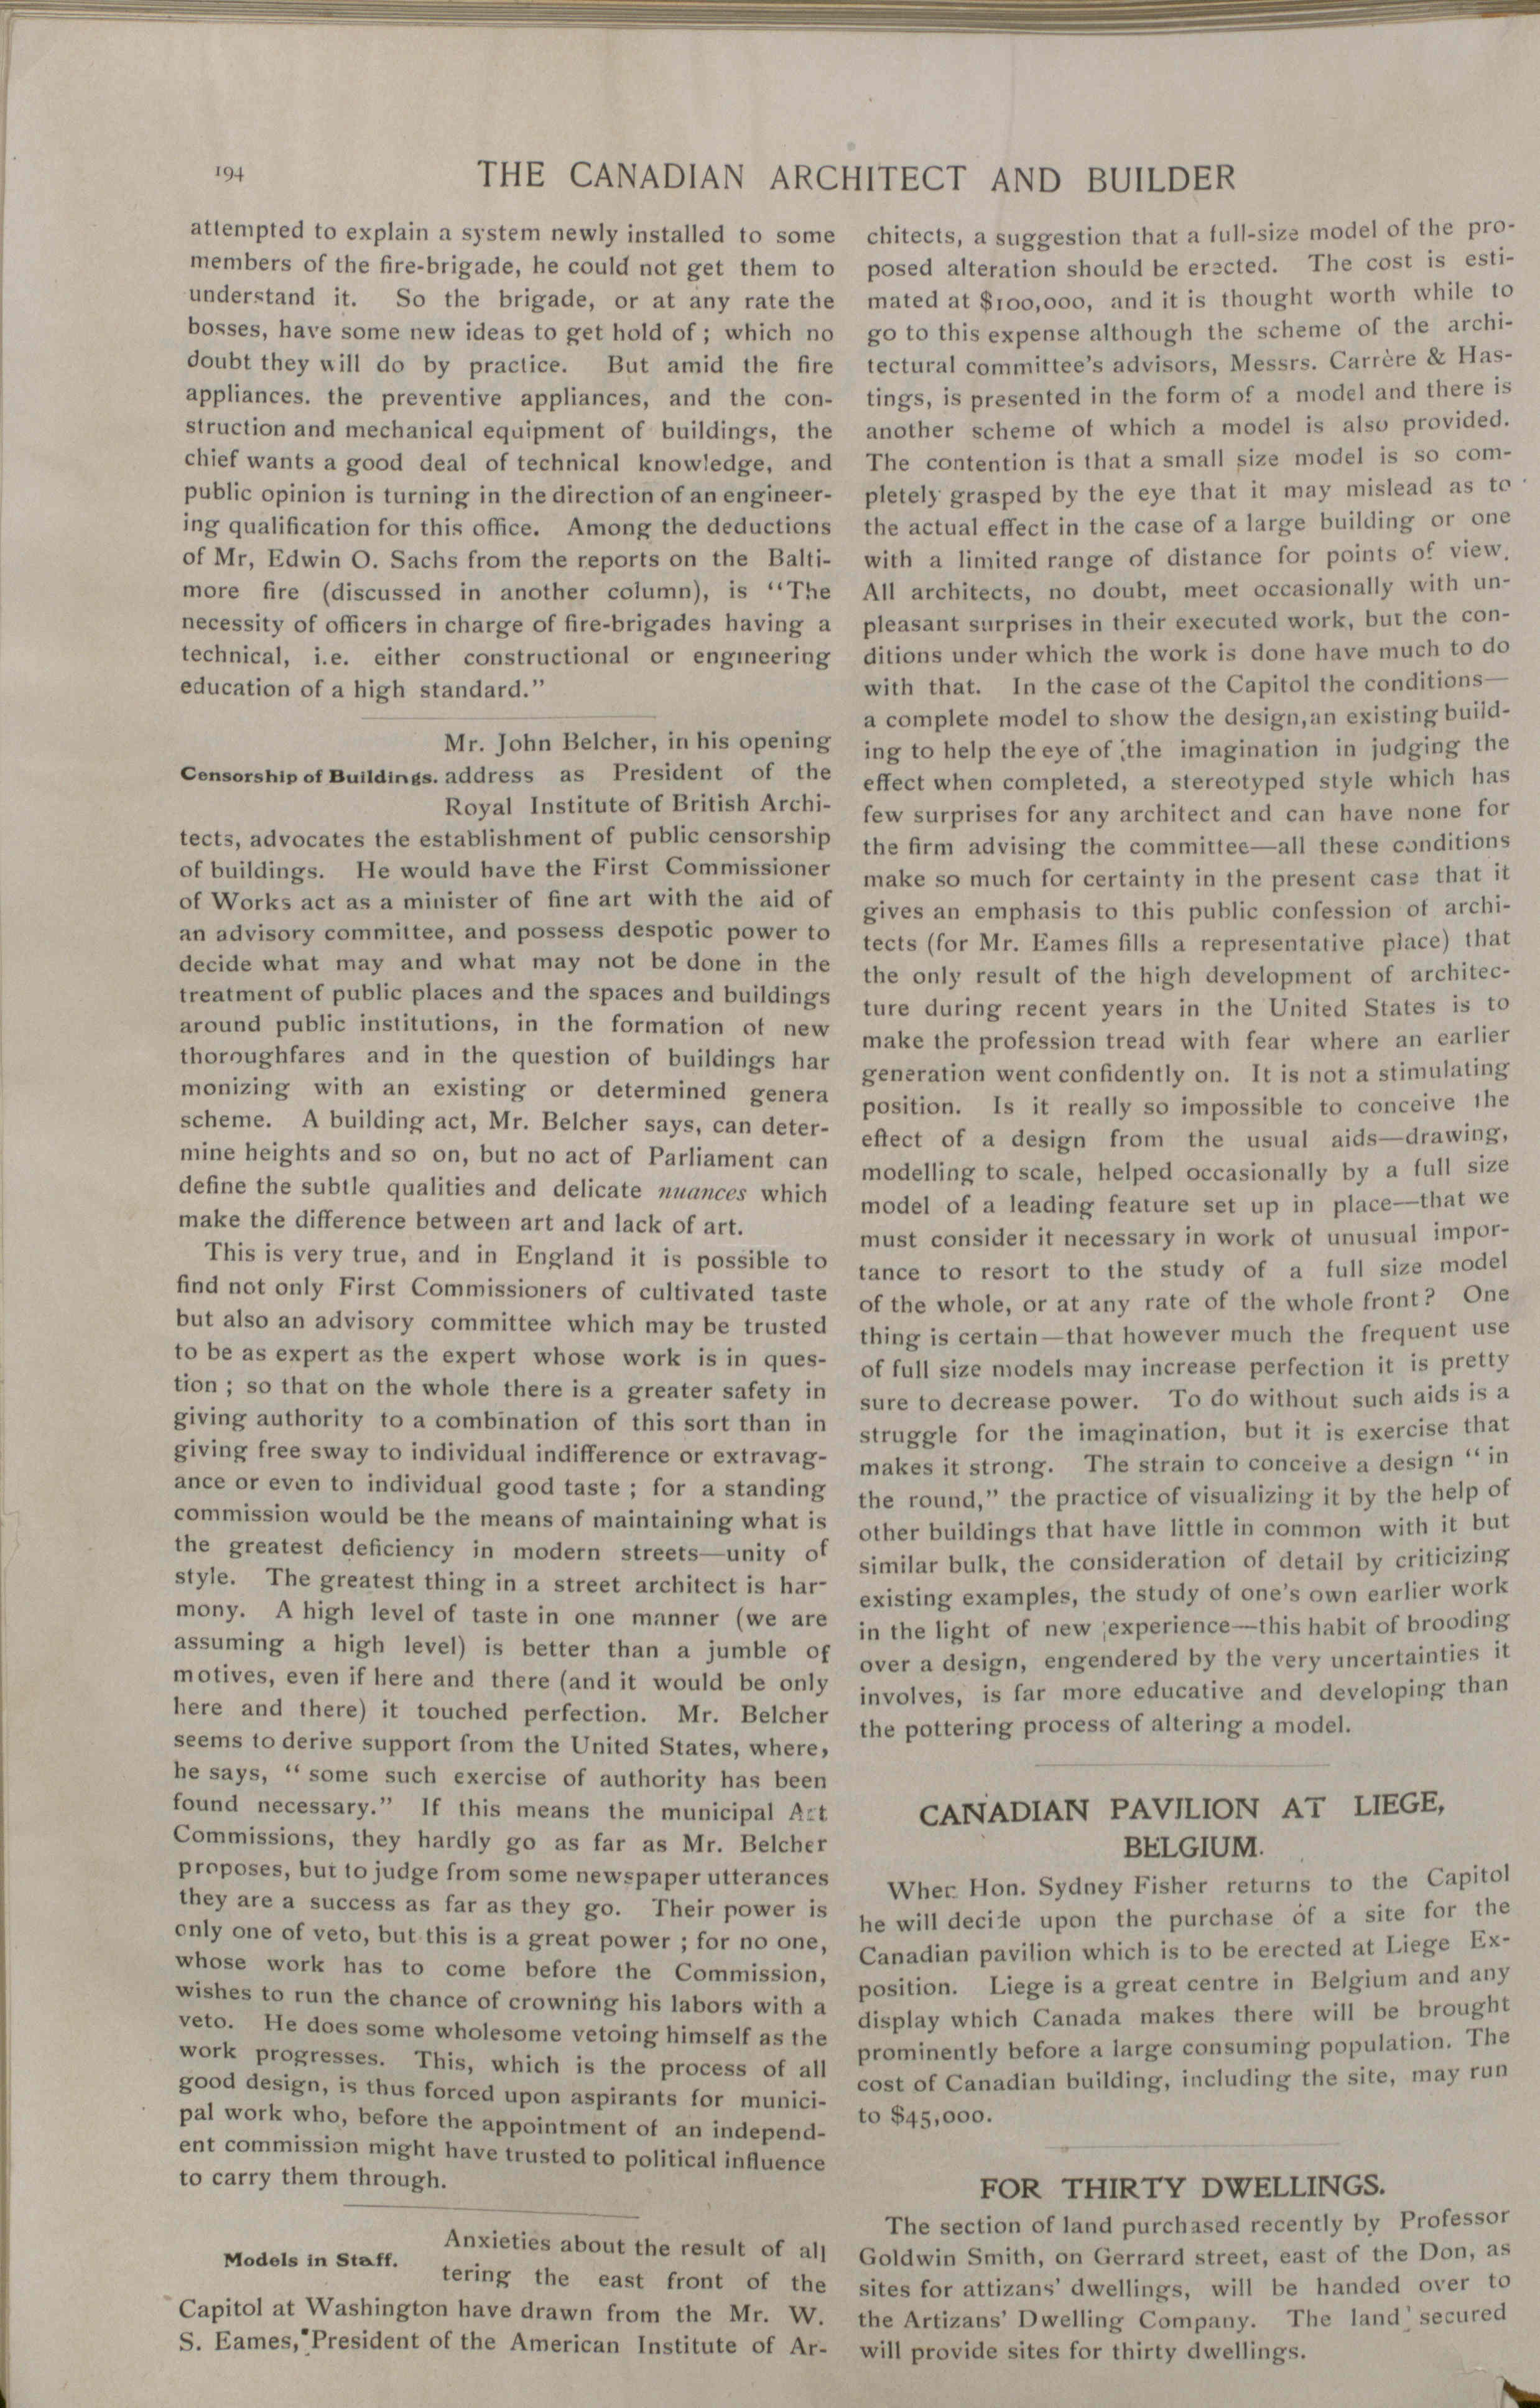 194
THE CANADIAN ARCHITECT AND BUILDER
attempted to explain a system newly installed to some
members of the fire-brigade, he could not get them to
understand it. So the brigade, or at any rate the
bosses, have some new ideas to get hold of ; which no
doubt they will do by practice. But amid the fire
appliances. the preventive appliances, and the con-
struction and mechanical equipment of buildings, the
chief wants a good deal of technical knowledge, and
public opinion is turning in the direction of an engineer-
ing qualification for this office. Among the deductions
of Mr, Edwin O. Sachs from the reports on the Balti-
more fire (discussed in another column), is "The
necessity of officers in charge of fire-brigades having a
technical, i.e. either constructional or engineering
education of a high standard."
Mr. John Belcher, in his opening
Censorship of Buildings. address as President of the
Royal Institute of British Archi-
tects, advocates the establishment of public censorship
of buildings. He would have the First Commissioner
of Works act as a minister of fine art with the aid of
an advisory committee, and possess despotic power to
decide what may and what may not be done in the
treatment of public places and the spaces and buildings
around public institutions, in the formation of new
thoroughfares and in the question of buildings har
monizing with an existing or determined genera
scheme. A building act, Mr. Belcher says, can deter-
mine heights and so on, but no act of Parliament can
define the subtle qualities and delicate nuances which
make the difference between art and lack of art.
This is very true, and in England it is possible to
find not only First Commissioners of cultivated taste
but also an advisory committee which may be trusted
to be as expert as the expert whose work is in ques-
tion ; so that on the whole there is a greater safety in
giving authority to a combination of this sort than in
giving free sway to individual indifference or extravag-
ance or even to individual good taste ; for a standing
commission would be the means of maintaining what is
the greatest deficiency in modern streets—unity of
style. The greatest thing in a street architect is har-
mony. A high level of taste in one manner (we are
assuming a high level) is better than a jumble of
motives, even if here and there (and it would be only
here and there) it touched perfection. Mr. Belcher
seems to derive support from the United States, where,
he says, "some such exercise of authority has been
found necessary." If this means the municipal Art
Commissions, they hardly go as far as Mr. Belcher
proposes, but to judge from some newspaper utterances
they are a success as far as they go. Their power is
only one of veto, but this is a great power ; for no one,
whose work has to come before the Commission,
wishes to run the chance of crowning his labors with a
veto. He does some wholesome vetoing himself as the
work progresses. This, which is the process of all
good design, is thus forced upon aspirants for munici-
pal work who, before the appointment of an independ-
ent commission might have trusted to political influence
to carry them through.
Anxieties about the result of all
Models in Staff. tering the east front of the
Capitol at Washington have drawn from the Mr. W.
S. Eames, President of the American Institute of Ar-
chitects, a suggestion that a full-size model of the pro-
posed alteration should be erected. The cost is esti-
mated at $100,000, and it is thought worth while to
go to this expense although the scheme of the archi-
tectural committee's advisors, Messrs. Carrère & Has-
tings, is presented in the form of a model and there is
another scheme of which a model is also provided.
The contention is that a small size model is so com-
pletely grasped by the eye that it may mislead as to
the actual effect in the case of a large building or one
with a limited range of distance for points of view.
All architects, no doubt, meet occasionally with un-
pleasant surprises in their executed work, but the con-
ditions under which the work is done have much to do
with that. In the case of the Capitol the conditions—
a complete model to show the design, an existing build-
ing to help the eye of the imagination in judging the
effect when completed, a stereotyped style which has
few surprises for any architect and can have none for
the firm advising the committee—all these conditions
make so much for certainty in the present case that it
gives an emphasis to this public confession of archi-
tects (for Mr. Eames fills a representative place) that
the only result of the high development of architec-
ture during recent years in the United States is to
make the profession tread with fear where an earlier
generation went confidently on. It is not a stimulating
position. Is it really so impossible to conceive the
effect of a design from the usual aids—drawing,
modelling to scale, helped occasionally by a full size
model of a leading feature set up in place—that we
must consider it necessary in work of unusual impor-
tance to resort to the study of a full size model
of the whole, or at any rate of the whole front? One
thing is certain—that however much the frequent use
of full size models may increase perfection it is pretty
sure to decrease power. To do without such aids is a
struggle for the imagination, but it is exercise that
makes it strong. The strain to conceive a design "in
the round," the practice of visualizing it by the help of
other buildings that have little in common with it but
similar bulk, the consideration of detail by criticizing
existing examples, the study of one's own earlier work
in the light of new experience—this habit of brooding
over a design, engendered by the very uncertainties it
involves, is far more educative and developing than
the pottering process of altering a model.
CANADIAN PAVILION AT LIEGE,
BELGIUM.
When Hon. Sydney Fisher returns to the Capitol
he will decide upon the purchase of a site for the
Canadian pavilion which is to be erected at Liege Ex-
position. Liege is a great centre in Belgium and any
display which Canada makes there will be brought
prominently before a large consuming population. The
cost of Canadian building, including the site, may run
to $45,000.
FOR THIRTY DWELLINGS.
The section of land purchased recently by Professor
Goldwin Smith, on Gerrard street, east of the Don, as
sites for attizans' dwellings, will be handed over to
the Artizans' Dwelling Company. The land secured
will provide sites for thirty dwellings.